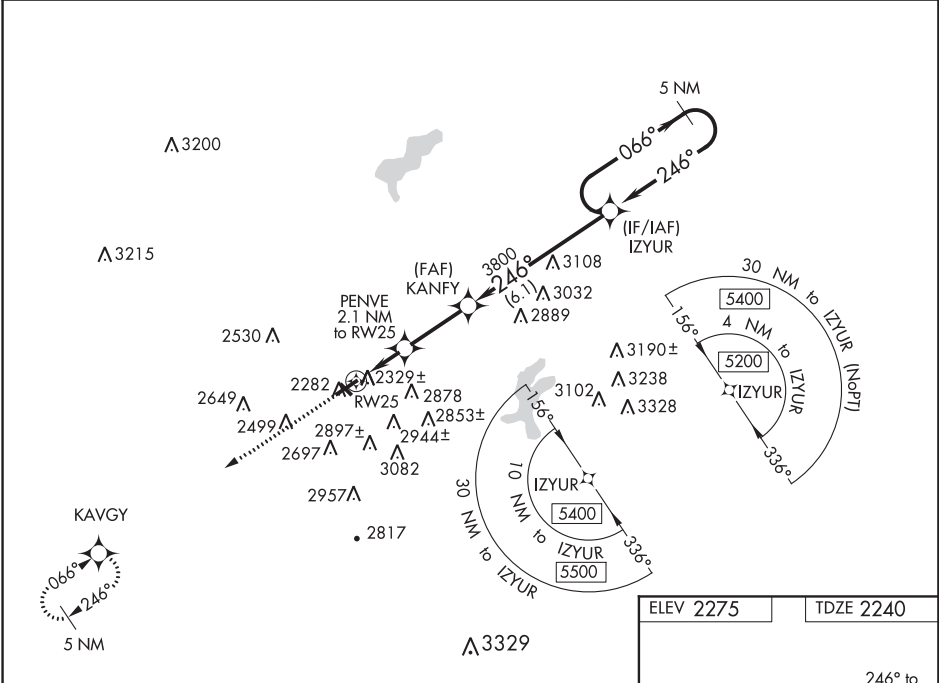 5 NM
066°
246°
3200
(IF/IAF)
IZYUR
3215
3800
246°
(6.1)
3108
(FAF)
KANFY
3032
2889
PENVE
2.1 NM
to RW25
2530
30 NM to IZYUR (NoPT)
5400
156°
4 NM to IZYUR
5200
IZYUR
336°
3190±
3238
3102
3328
2282
2329±
RW25
2878
2649
2499
2853±
2897±
2944±
2697
3082
2957
2817
156°
IZYUR
10 NM to IZYUR
5400
336°
30 NM to IZYUR
5500
KAVGY
066°
246°
5 NM
3329
ELEV 2275
TDZE 2240
246° to